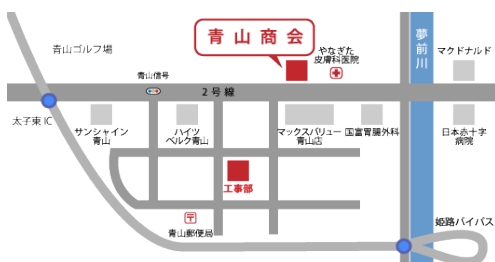 青山商会
青山ゴルフ場
やなぎた
皮膚科医院
夢前川
マクドナルド
青山信号
2号線
太子東IC
サンシャイン
青山
ハイツ
ベルク青山
マックスバリュー
青山店
国富胃腸外科
日本赤十字
病院
工事部
青山郵便局
姫路バイパス